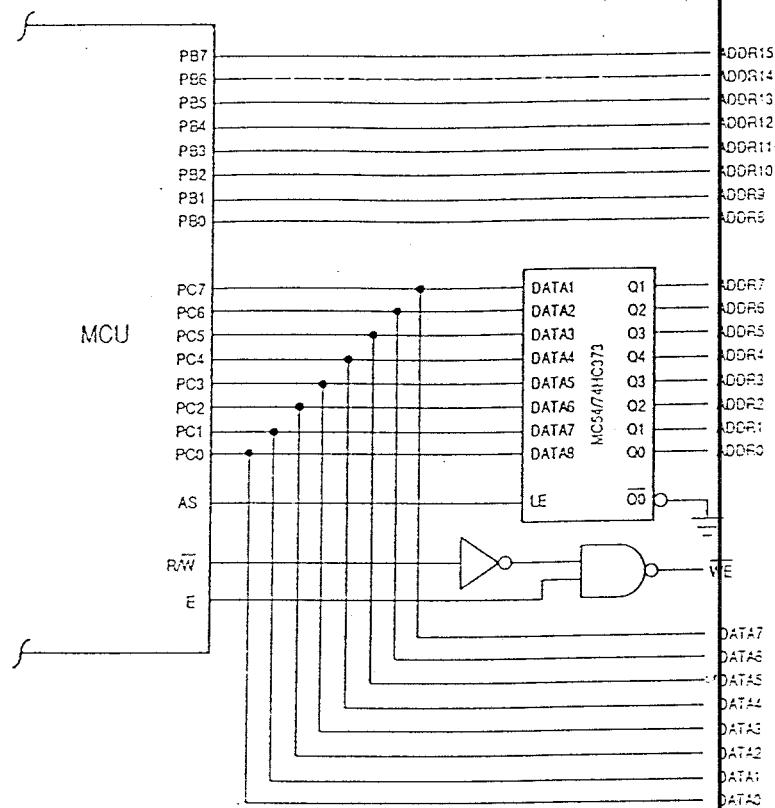 PB7 ADDR15
PB6 ADDR14
PB5 ADDR13
PB4 ADDR12
PB3 ADDR11
PB2 ADDR10
PB1 ADDR9
PB0 ADDR8
PC7 DATA1 Q1 ADDR7
PC6 DATA2 Q2 ADDR6
PC5 DATA3 Q3 ADDR5
PC4 DATA4 Q4 ADDR4
PC3 DATA5 Q3 ADDR3
PC2 DATA6 Q2 ADDR2
PC1 DATA7 Q1 ADDR1
PC0 DATA8 Q0 ADDR0
MCU
MC54/74HC373
AS LE O̅0̅
R/W̅
W̅E̅
E
DATA7
DATA6
DATA5
DATA4
DATA3
DATA2
DATA1
DATA0